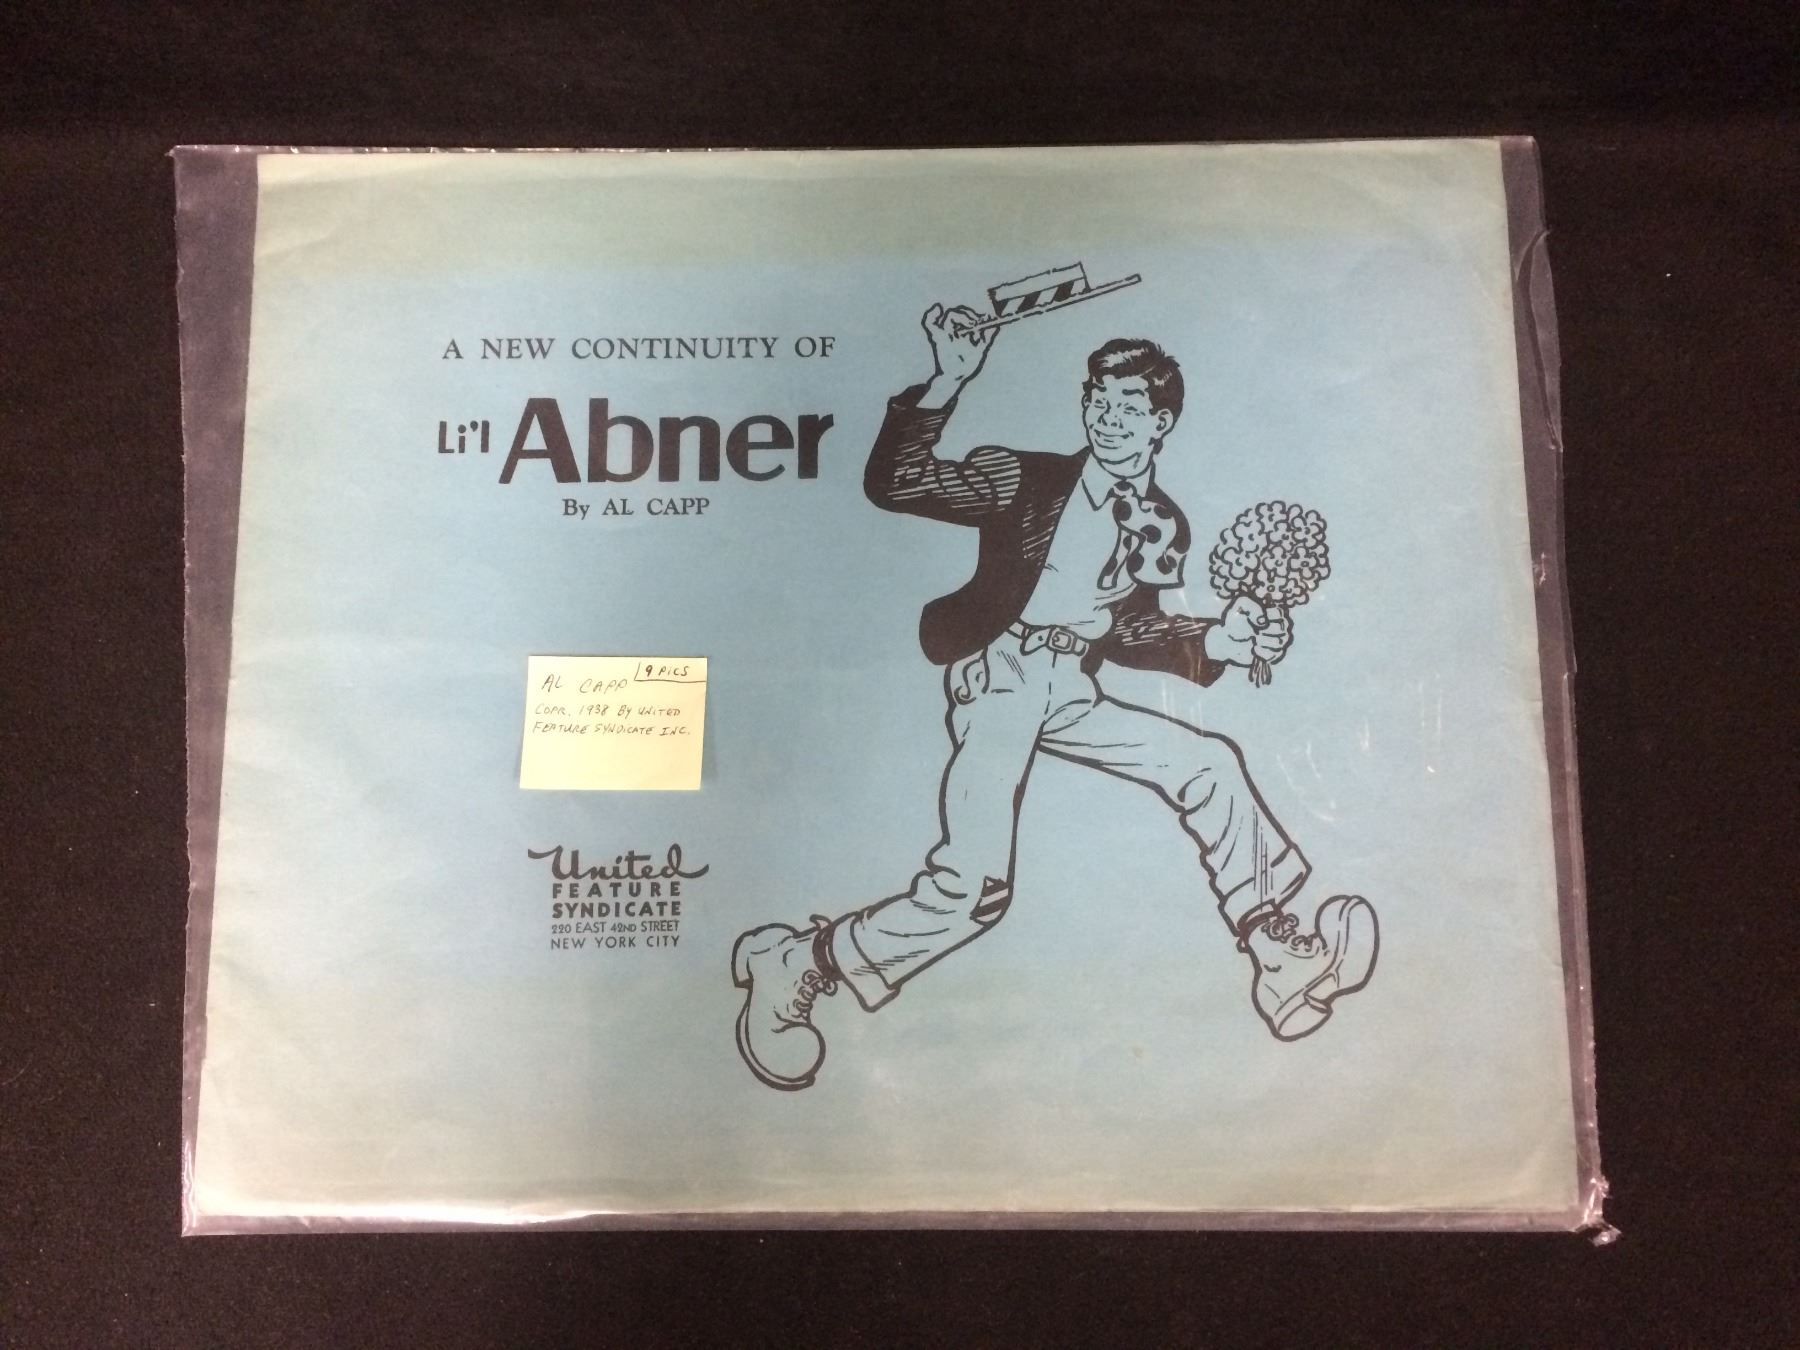 A NEW CONTINUITY OF
Li'l Abner
By AL CAPP
9 PICS
AL CAPP
COPR. 1938 BY UNITED
FEATURE SYNDICATE INC.
United
FEATURE
SYNDICATE
220 EAST 42ND STREET
NEW YORK CITY